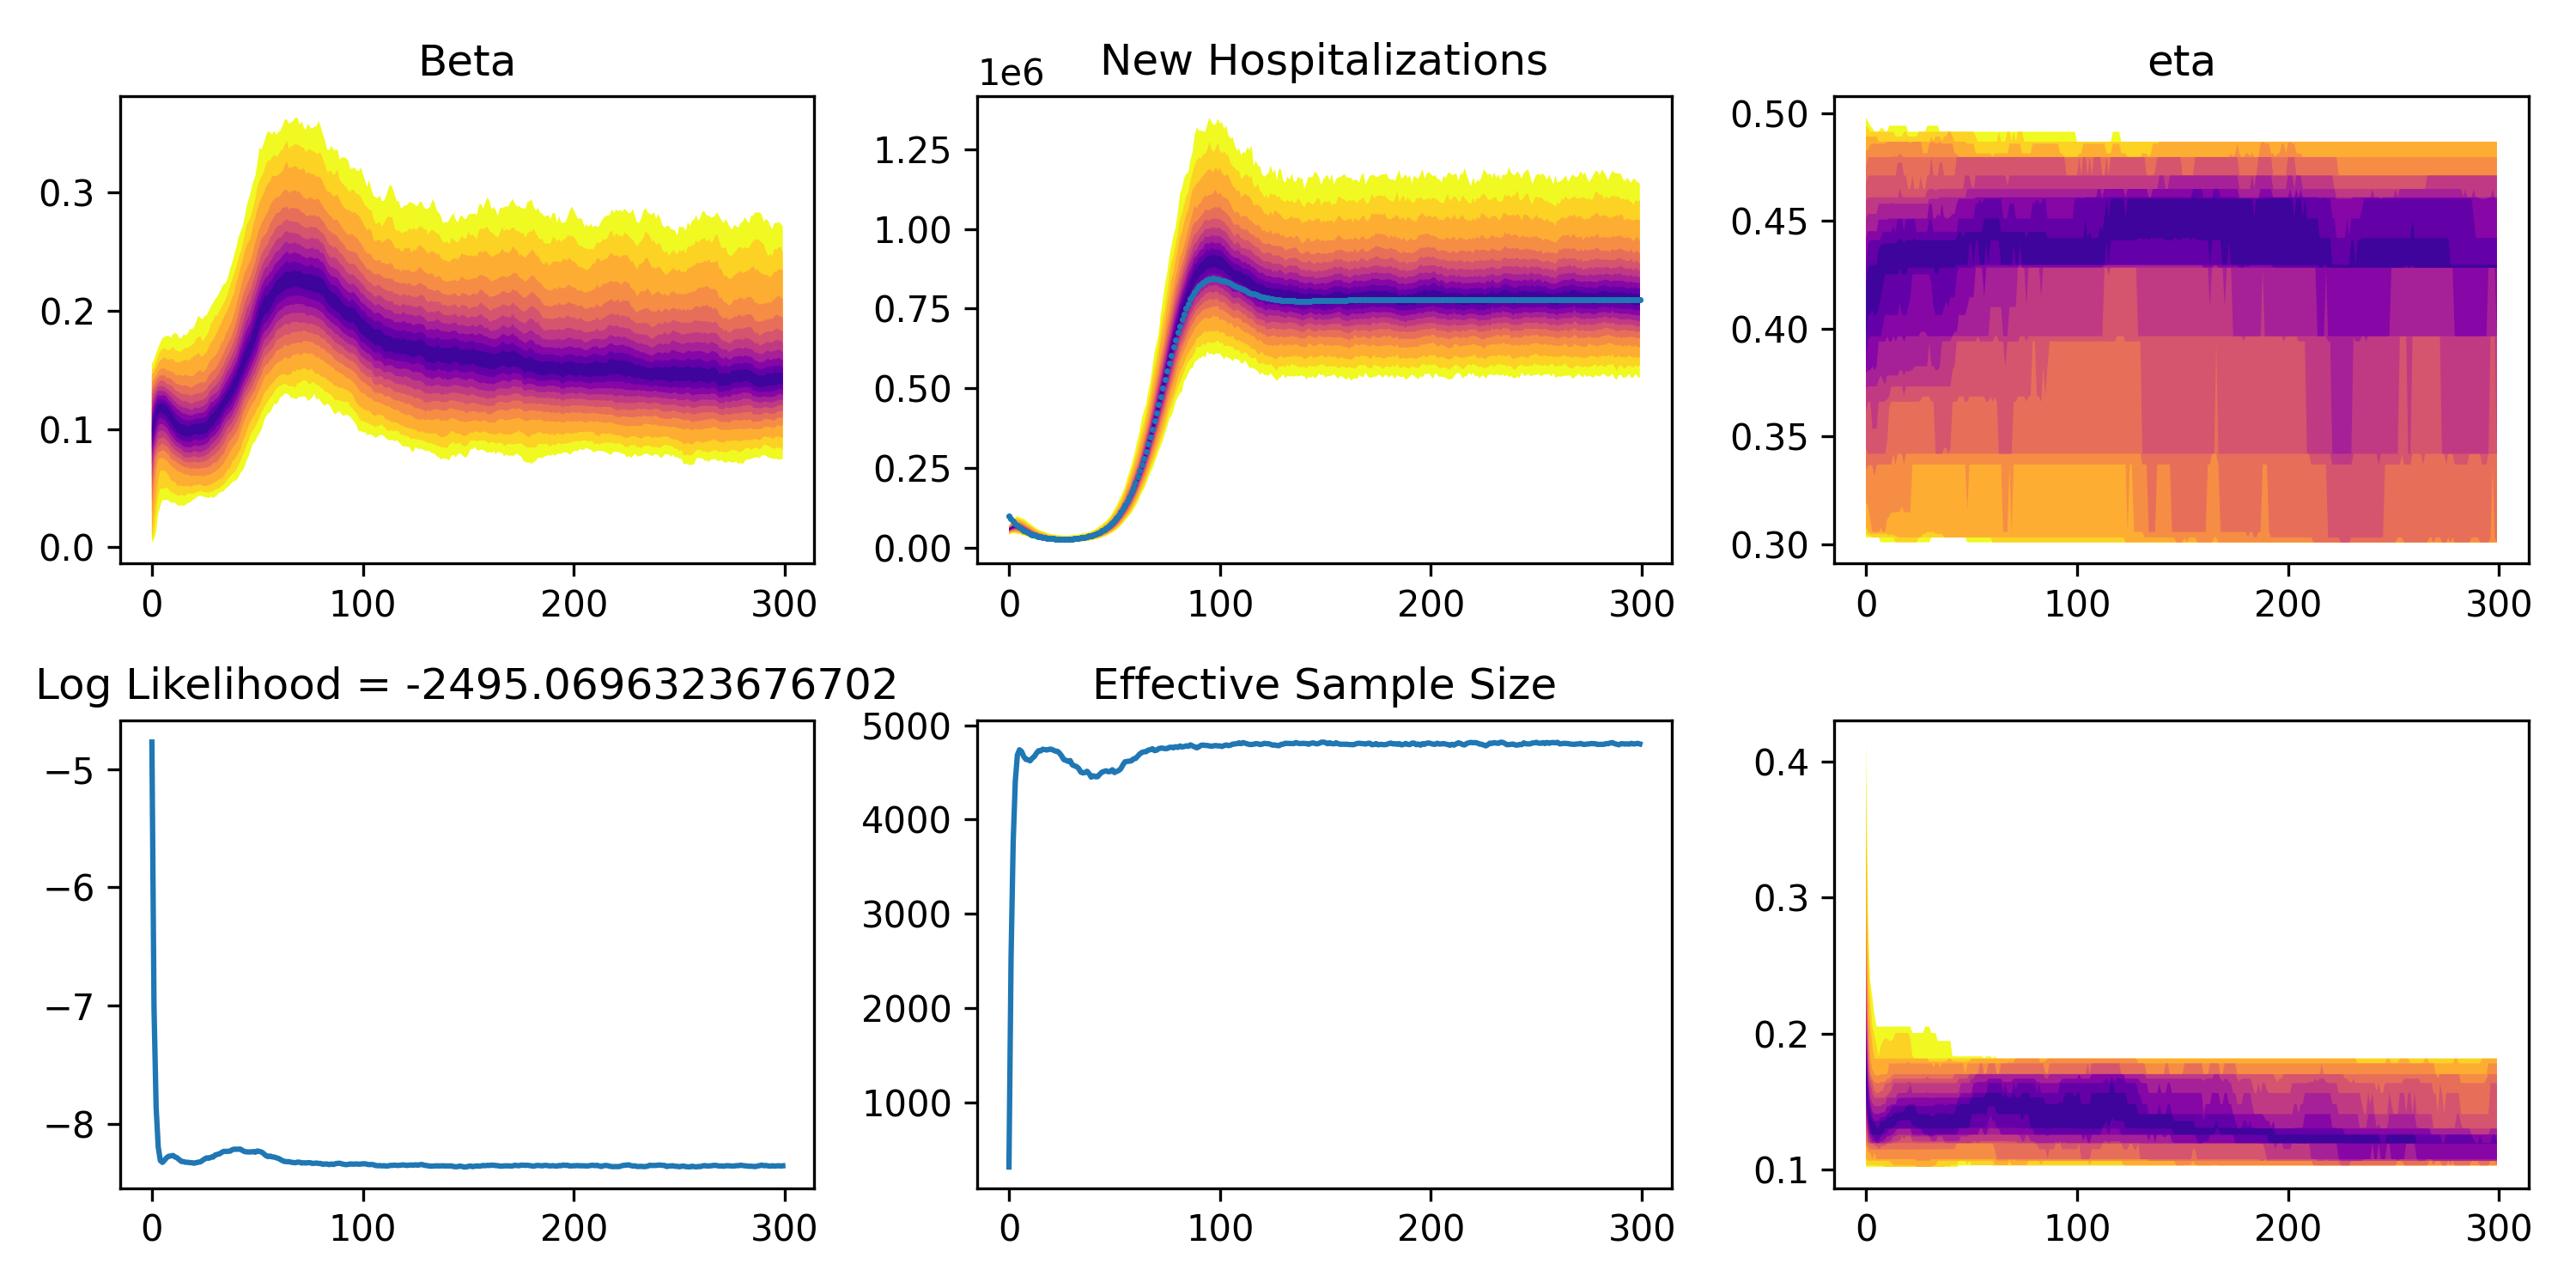 Beta
0.3
0.2
0.1
0.0
0 100 200 300
New Hospitalizations
1e6
1.25
1.00
0.75
0.50
0.25
0.00
0 100 200 300
eta
0.50
0.45
0.40
0.35
0.30
0 100 200 300
Log Likelihood = -2495.0696323676702
−5
−6
−7
−8
0 100 200 300
Effective Sample Size
5000
4000
3000
2000
1000
0 100 200 300
0.4
0.3
0.2
0.1
0 100 200 300